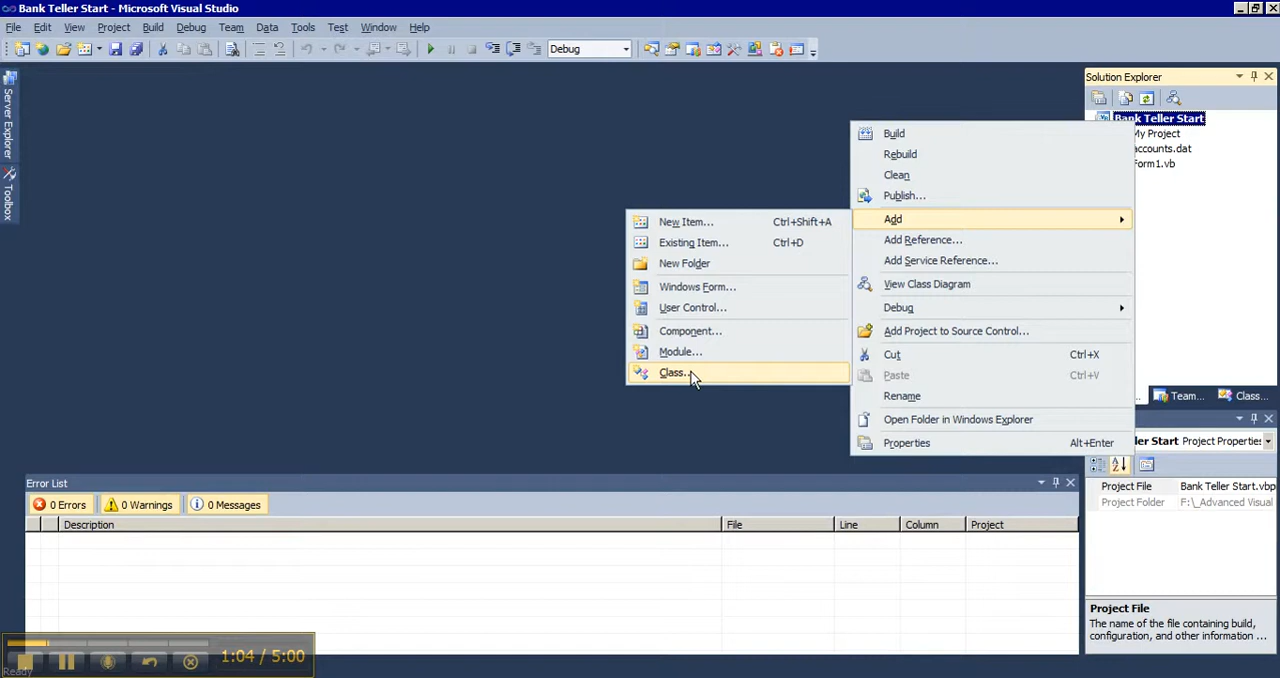 Bank Teller Start - Microsoft Visual Studio
File Edit View Project Build Debug Team Data Tools Test Window Help
Debug
Server Explorer
Toolbox
Solution Explorer
Bank Teller Start
My Project
accounts.dat
Form1.vb
Build
Rebuild
Clean
Publish...
Add
Add Reference...
Add Service Reference...
View Class Diagram
Debug
Add Project to Source Control...
Cut Ctrl+X
Paste Ctrl+V
Rename
Open Folder in Windows Explorer
Properties Alt+Enter
New Item... Ctrl+Shift+A
Existing Item... Ctrl+D
New Folder
Windows Form...
User Control...
Component...
Module...
Class...
Team... Class...
ller Start Project Properties
Project File Bank Teller Start.vbp
Project Folder F:\_Advanced Visual
Project File
The name of the file containing build, configuration, and other information ...
Error List
0 Errors 0 Warnings 0 Messages
Description File Line Column Project
1:04 / 5:00
Ready